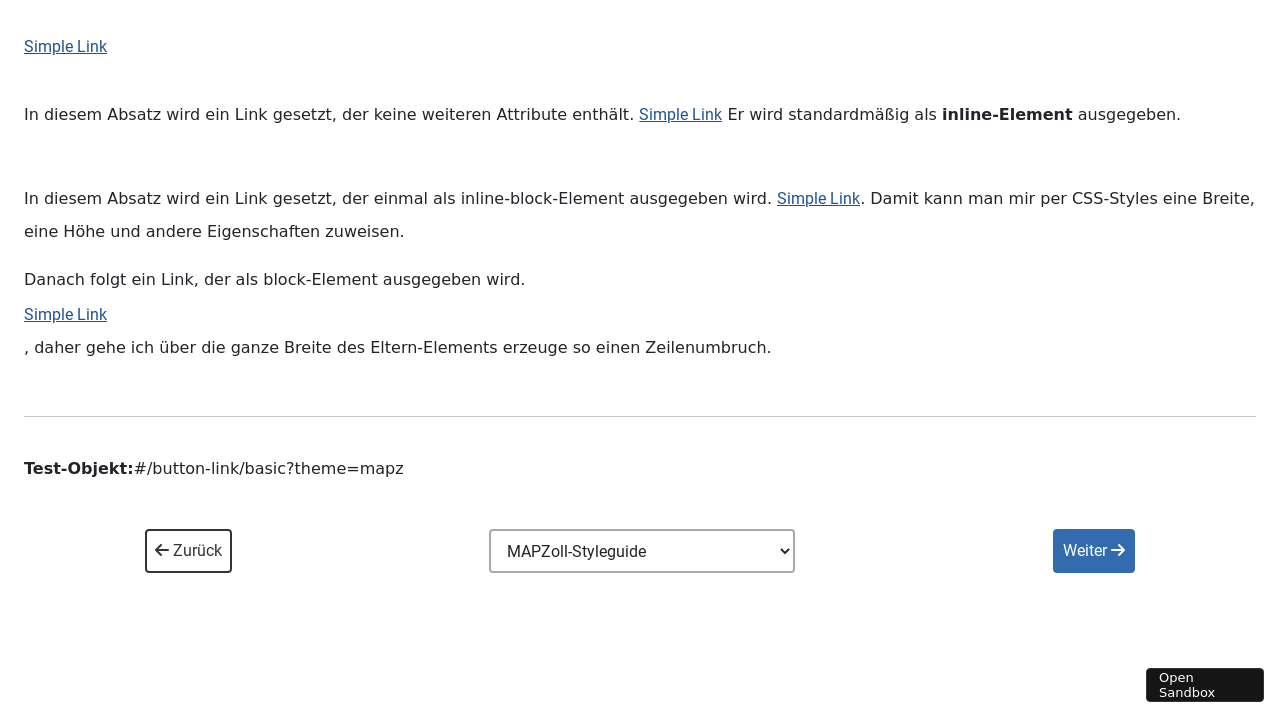 Simple Link
In diesem Absatz wird ein Link gesetzt, der keine weiteren Attribute enthält. Simple Link Er wird standardmäßig als inline-Element ausgegeben.
In diesem Absatz wird ein Link gesetzt, der einmal als inline-block-Element ausgegeben wird. Simple Link. Damit kann man mir per CSS-Styles eine Breite,
eine Höhe und andere Eigenschaften zuweisen.
Danach folgt ein Link, der als block-Element ausgegeben wird.
Simple Link
, daher gehe ich über die ganze Breite des Eltern-Elements erzeuge so einen Zeilenumbruch.
Test-Objekt:#/button-link/basic?theme=mapz
← Zurück
MAPZoll-Styleguide
Weiter →
Open
Sandbox